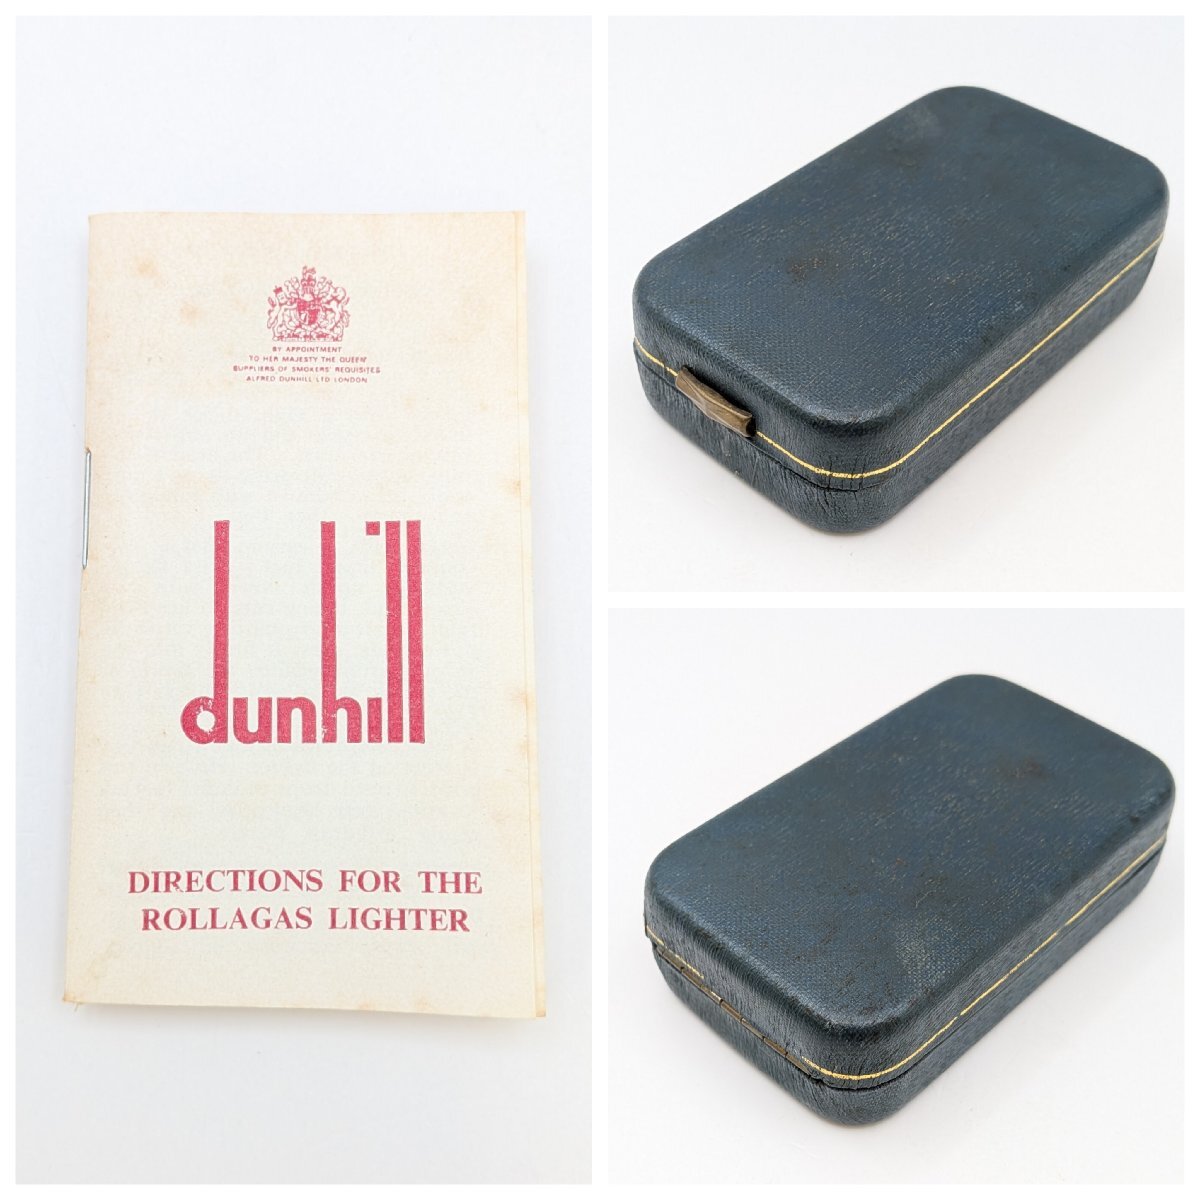 BY APPOINTMENT
TO HER MAJESTY THE QUEEN
SUPPLIERS OF SMOKERS' REQUISITES
ALFRED DUNHILL LTD LONDON
dunhill
DIRECTIONS FOR THE
ROLLAGAS LIGHTER